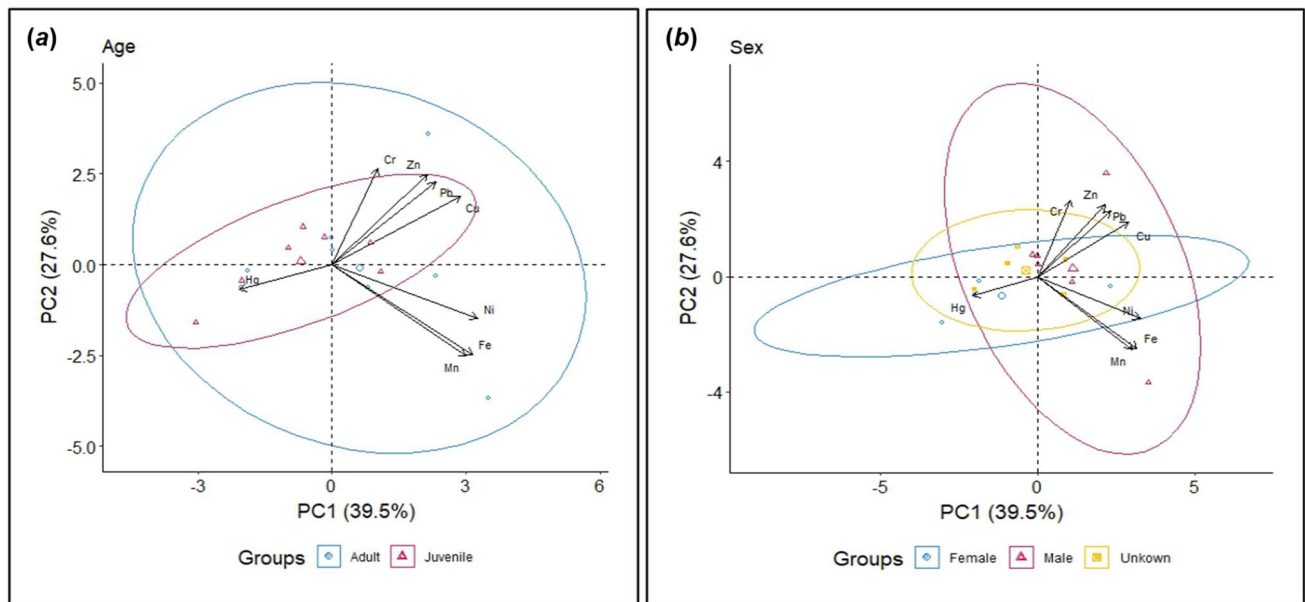 (a)
Age
5.0
2.5
0.0
-2.5
-5.0
PC2 (27.6%)
Cr
Zn
Pb
Cu
Hg
Ni
Fe
Mn
-3
0
3
6
PC1 (39.5%)
Groups Adult Juvenile
(b)
Sex
4
0
-4
PC2 (27.6%)
Zn
Cr
Pb
Cu
Hg
Ni
Fe
Mn
-5
0
5
PC1 (39.5%)
Groups Female Male Unkown